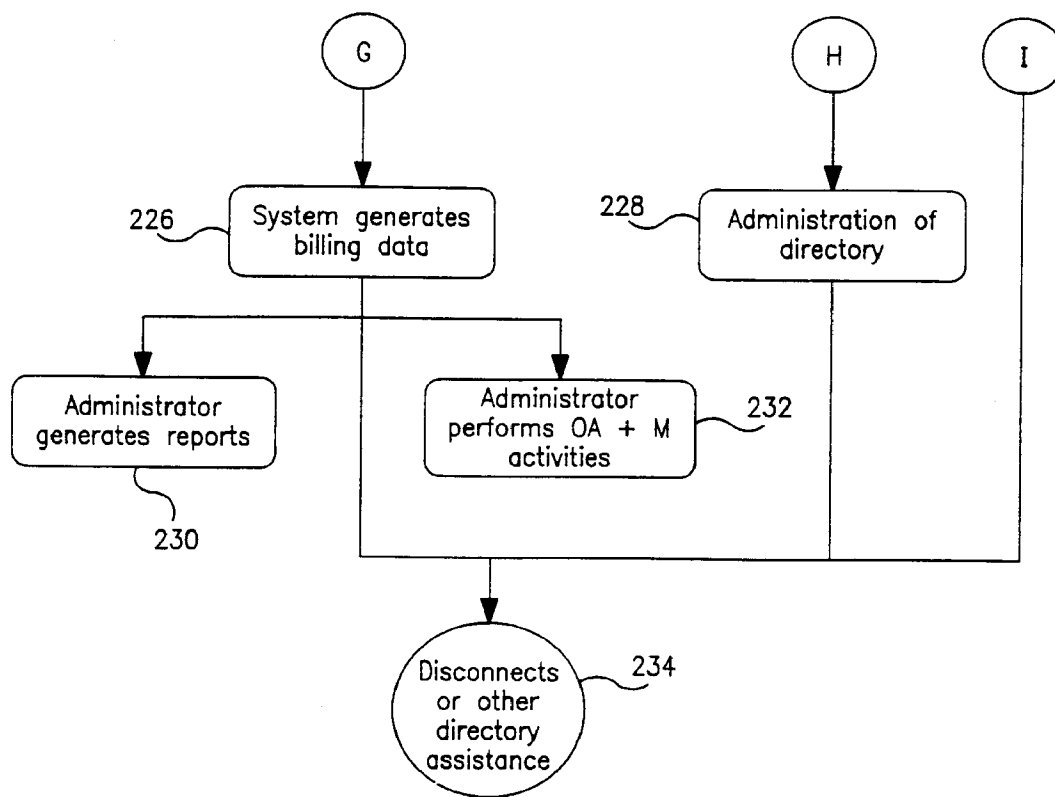 G
H
I
226
System generates
billing data
228
Administration of
directory
Administrator
generates reports
230
Administrator
performs OA + M
activities
232
Disconnects
or other
directory
assistance
234